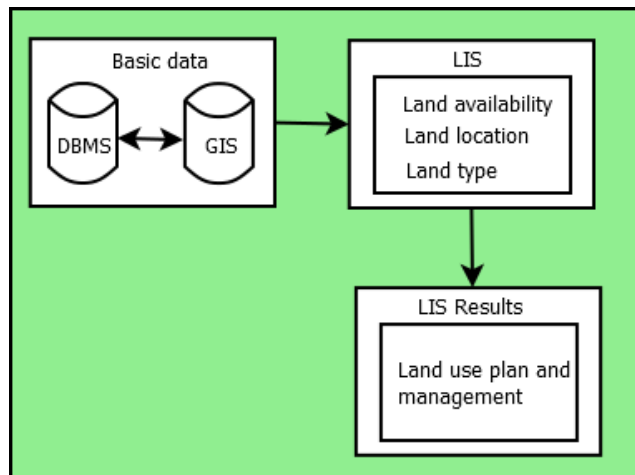 Basic data
DBMS
GIS
LIS
Land availability
Land location
Land type
LIS Results
Land use plan and
management